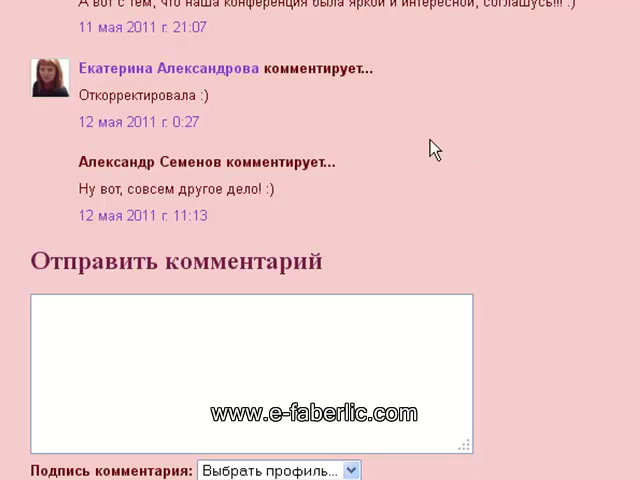 А вот с тем, что наша конференция была яркой и интересной, соглашусь!!! :)
11 мая 2011 г. 21:07
Екатерина Александрова комментирует...
Откорректировала :)
12 мая 2011 г. 0:27
Александр Семенов комментирует...
Ну вот, совсем другое дело! :)
12 мая 2011 г. 11:13
Отправить комментарий
www.e-faberlic.com
Подпись комментария: Выбрать профиль...